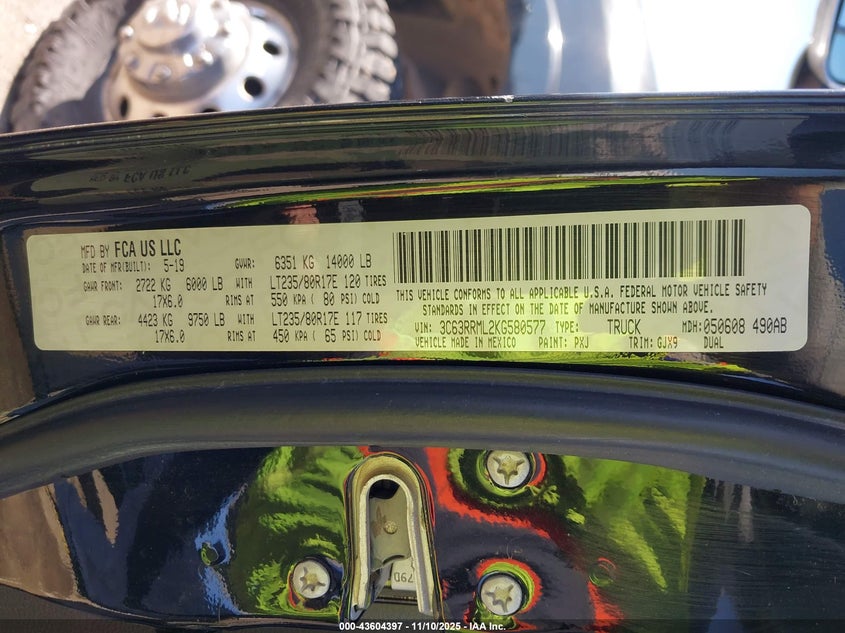 MFD BY FCA US LLC
DATE OF MFR(BUILT): 5-19 GVWR: 6351 KG 14000 LB
GAWR FRONT: 2722 KG 6000 LB WITH LT235/80R17E 120 TIRES
17X6.0 RIMS AT 550 KPA ( 80 PSI) COLD
GAWR REAR: 4423 KG 9750 LB WITH LT235/80R17E 117 TIRES
17X6.0 RIMS AT 450 KPA ( 65 PSI) COLD
THIS VEHICLE CONFORMS TO ALL APPLICABLE U.S.A. FEDERAL MOTOR VEHICLE SAFETY
STANDARDS IN EFFECT ON THE DATE OF MANUFACTURE SHOWN ABOVE.
VIN: 3C63RRML2KG580577 TYPE: TRUCK MDH:050608 490AB
VEHICLE MADE IN MEXICO PAINT: PXJ TRIM: GJX9 DUAL
000-43604397 - 11/10/2025 - IAA Inc.